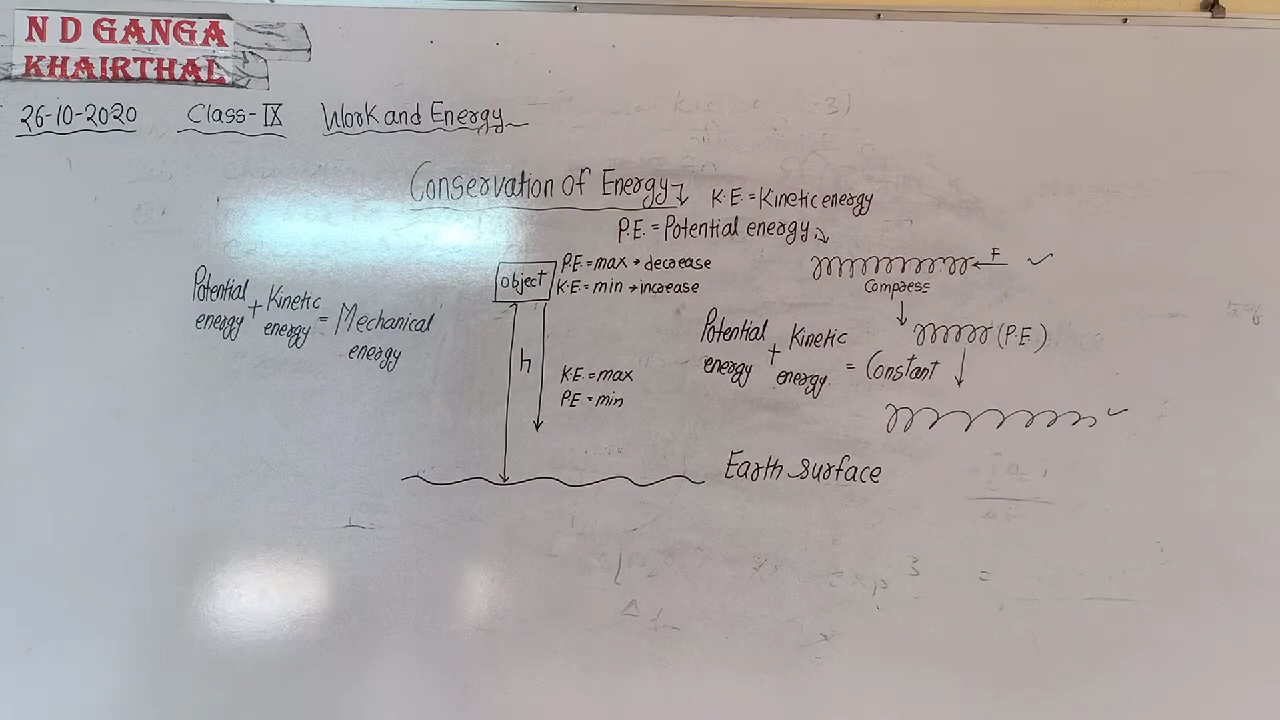 N D GANGA
KHAIRTHAL
26-10-2020 Class-IX Work and Energy
Conservation of Energy
K.E. = Kinetic energy
P.E. = Potential energy
object
P.E. = max → decrease
K.E. = min → increase
F
Compress
Potential energy + Kinetic energy = Mechanical energy
h
K.E. = max
P.E = min
(P.E.)
Potential energy + Kinetic energy = Constant
Earth surface